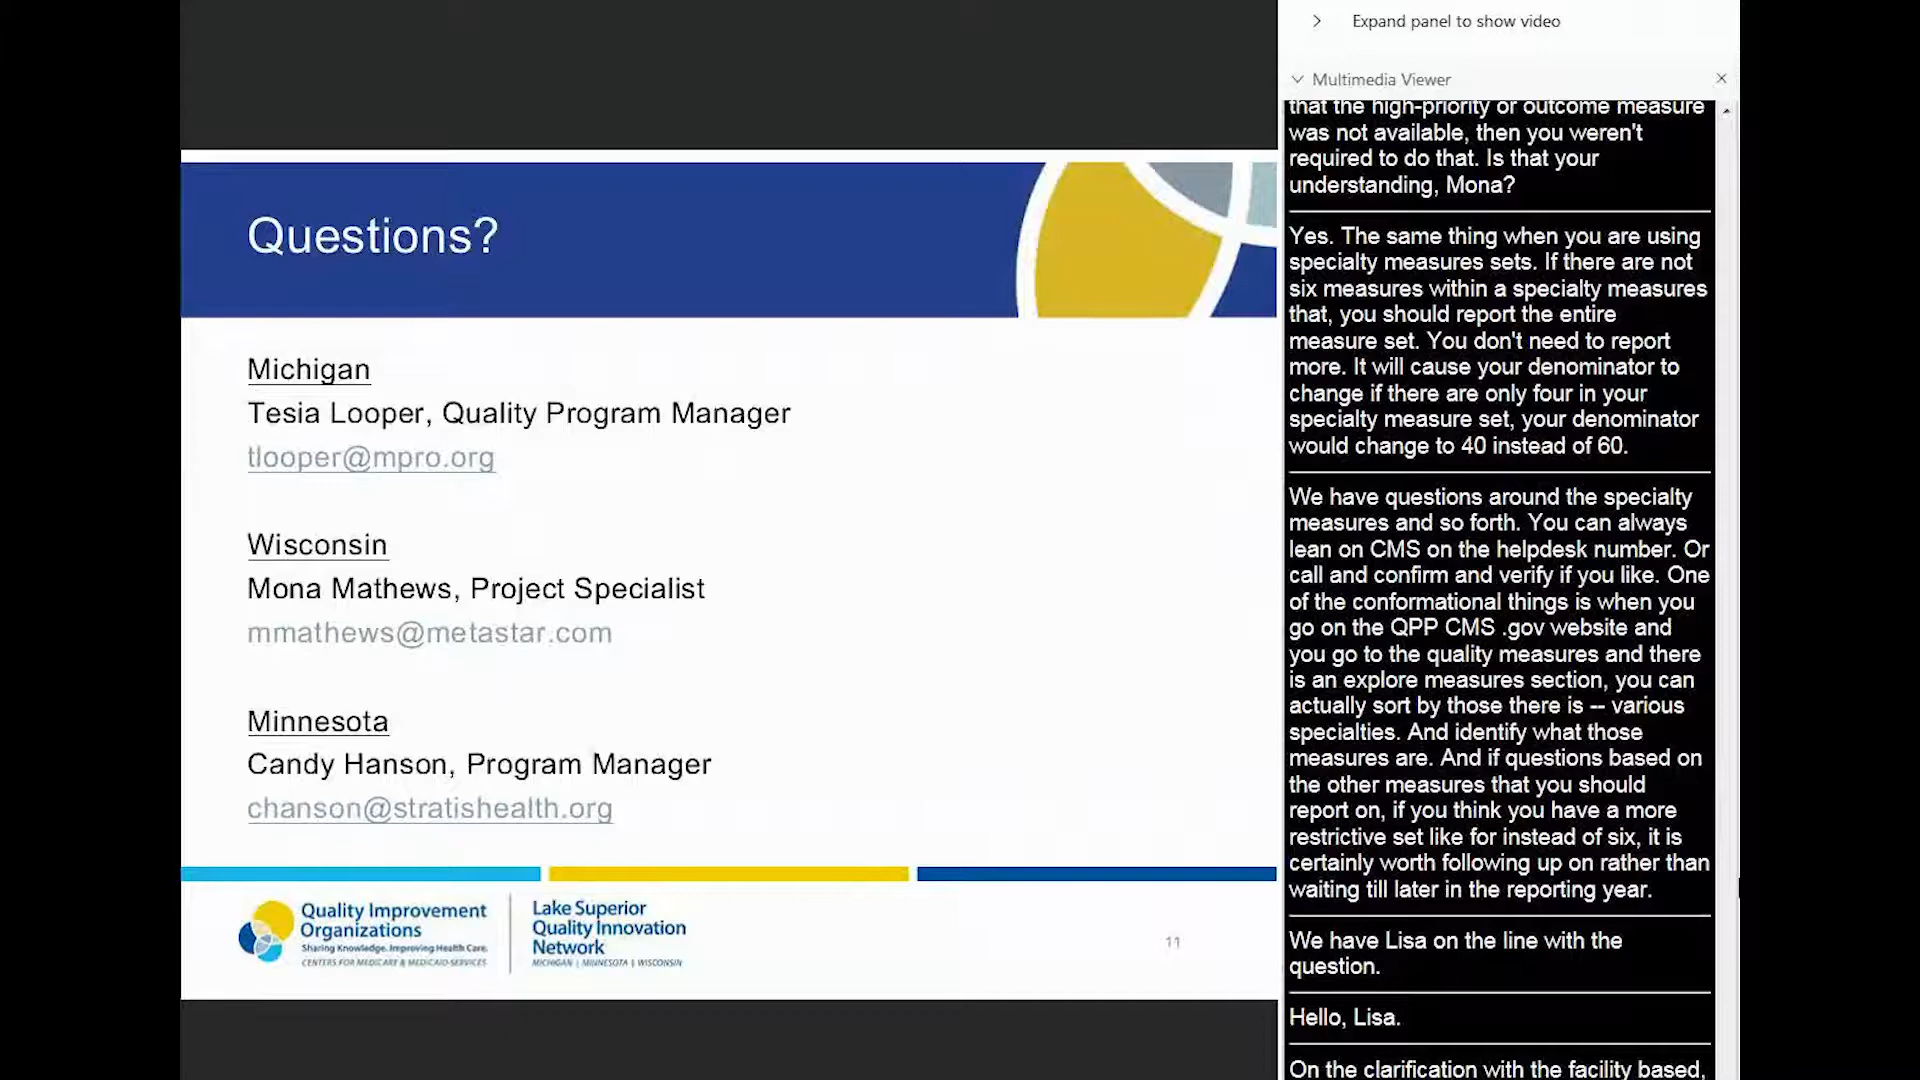 Questions?
Michigan
Tesia Looper, Quality Program Manager
tlooper@mpro.org
Wisconsin
Mona Mathews, Project Specialist
mmathews@metastar.com
Minnesota
Candy Hanson, Program Manager
chanson@stratishealth.org
Quality Improvement
Organizations
Sharing Knowledge. Improving Health Care.
CENTERS FOR MEDICARE & MEDICAID SERVICES
Lake Superior
Quality Innovation
Network
MICHIGAN | MINNESOTA | WISCONSIN
11
Expand panel to show video
Multimedia Viewer
that the high-priority or outcome measure
was not available, then you weren't
required to do that. Is that your
understanding, Mona?
Yes. The same thing when you are using
specialty measures sets. If there are not
six measures within a specialty measures
that, you should report the entire
measure set. You don't need to report
more. It will cause your denominator to
change if there are only four in your
specialty measure set, your denominator
would change to 40 instead of 60.
We have questions around the specialty
measures and so forth. You can always
lean on CMS on the helpdesk number. Or
call and confirm and verify if you like. One
of the conformational things is when you
go on the QPP CMS .gov website and
you go to the quality measures and there
is an explore measures section, you can
actually sort by those there is -- various
specialties. And identify what those
measures are. And if questions based on
the other measures that you should
report on, if you think you have a more
restrictive set like for instead of six, it is
certainly worth following up on rather than
waiting till later in the reporting year.
We have Lisa on the line with the
question.
Hello, Lisa.
On the clarification with the facility based,